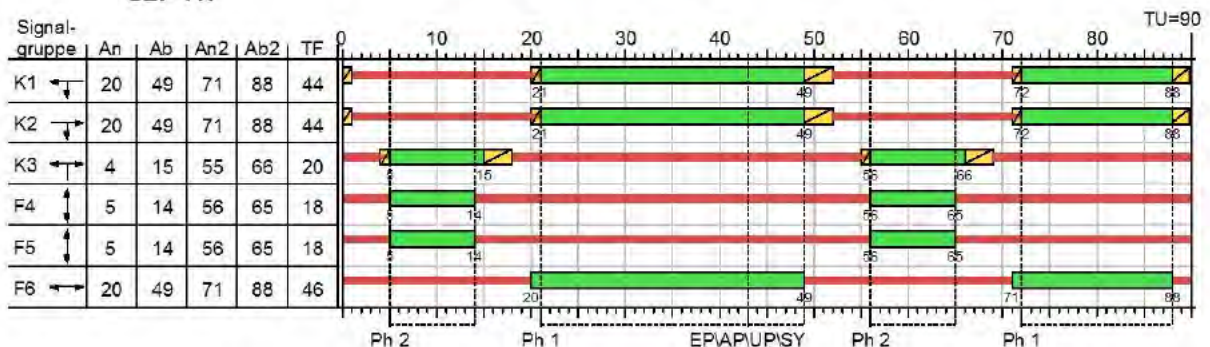 TU=90
Signal-
gruppe An Ab An2 Ab2 TF 0 10 20 30 40 50 60 70 80
K1 20 49 71 88 44 21 49 72 88
K2 20 49 71 88 44 21 49 72 88
K3 4 15 55 66 20 5 15 56 66
F4 5 14 56 65 18 5 14 56 65
F5 5 14 56 65 18 5 14 56 65
F6 20 49 71 88 46 20 49 71 88
Ph 2 Ph 1 EP\AP\UP\SY Ph 2 Ph 1